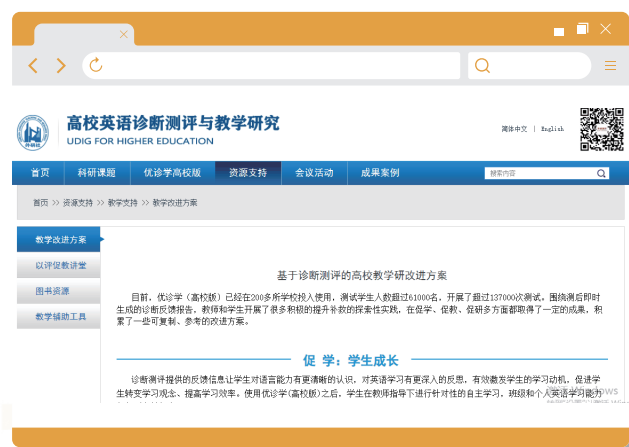 高校英语诊断测评与教学研究
UDIG FOR HIGHER EDUCATION
简体中文 | English
首页 科研课题 优诊学高校版 资源支持 会议活动 成果案例 搜索内容
首页 >> 资源支持 >> 教学支持 >> 教学改进方案
教学改进方案
以评促教讲堂
图书资源
教学辅助工具
基于诊断测评的高校教学研改进方案
目前，优诊学（高校版）已经在200多所学校投入使用，测试学生人数超过61000名，开展了超过137000次测试。围绕测后即时
生成的诊断反馈报告，教师和学生开展了很多积极的提升补救的探索性实践，在促学、促教、促研多方面都取得了一定的成果，积
累了一些可复制、参考的改进方案。
促 学：学生成长
诊断测评提供的反馈信息让学生对语言能力有更清晰的认识，对英语学习有更深入的反思，有效激发学生的学习动机，促进学
生转变学习观念、提高学习效率。使用优诊学(高校版)之后，学生在教师指导下进行针对性的自主学习，班级和个人英语学习能力